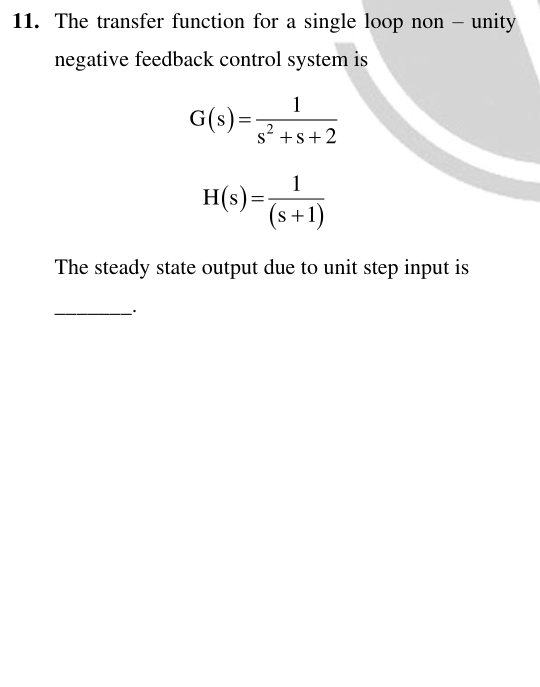 11. The transfer function for a single loop non – unity
negative feedback control system is
G(s)=1/(s²+s+2)
H(s)=1/(s+1)
The steady state output due to unit step input is
_______.